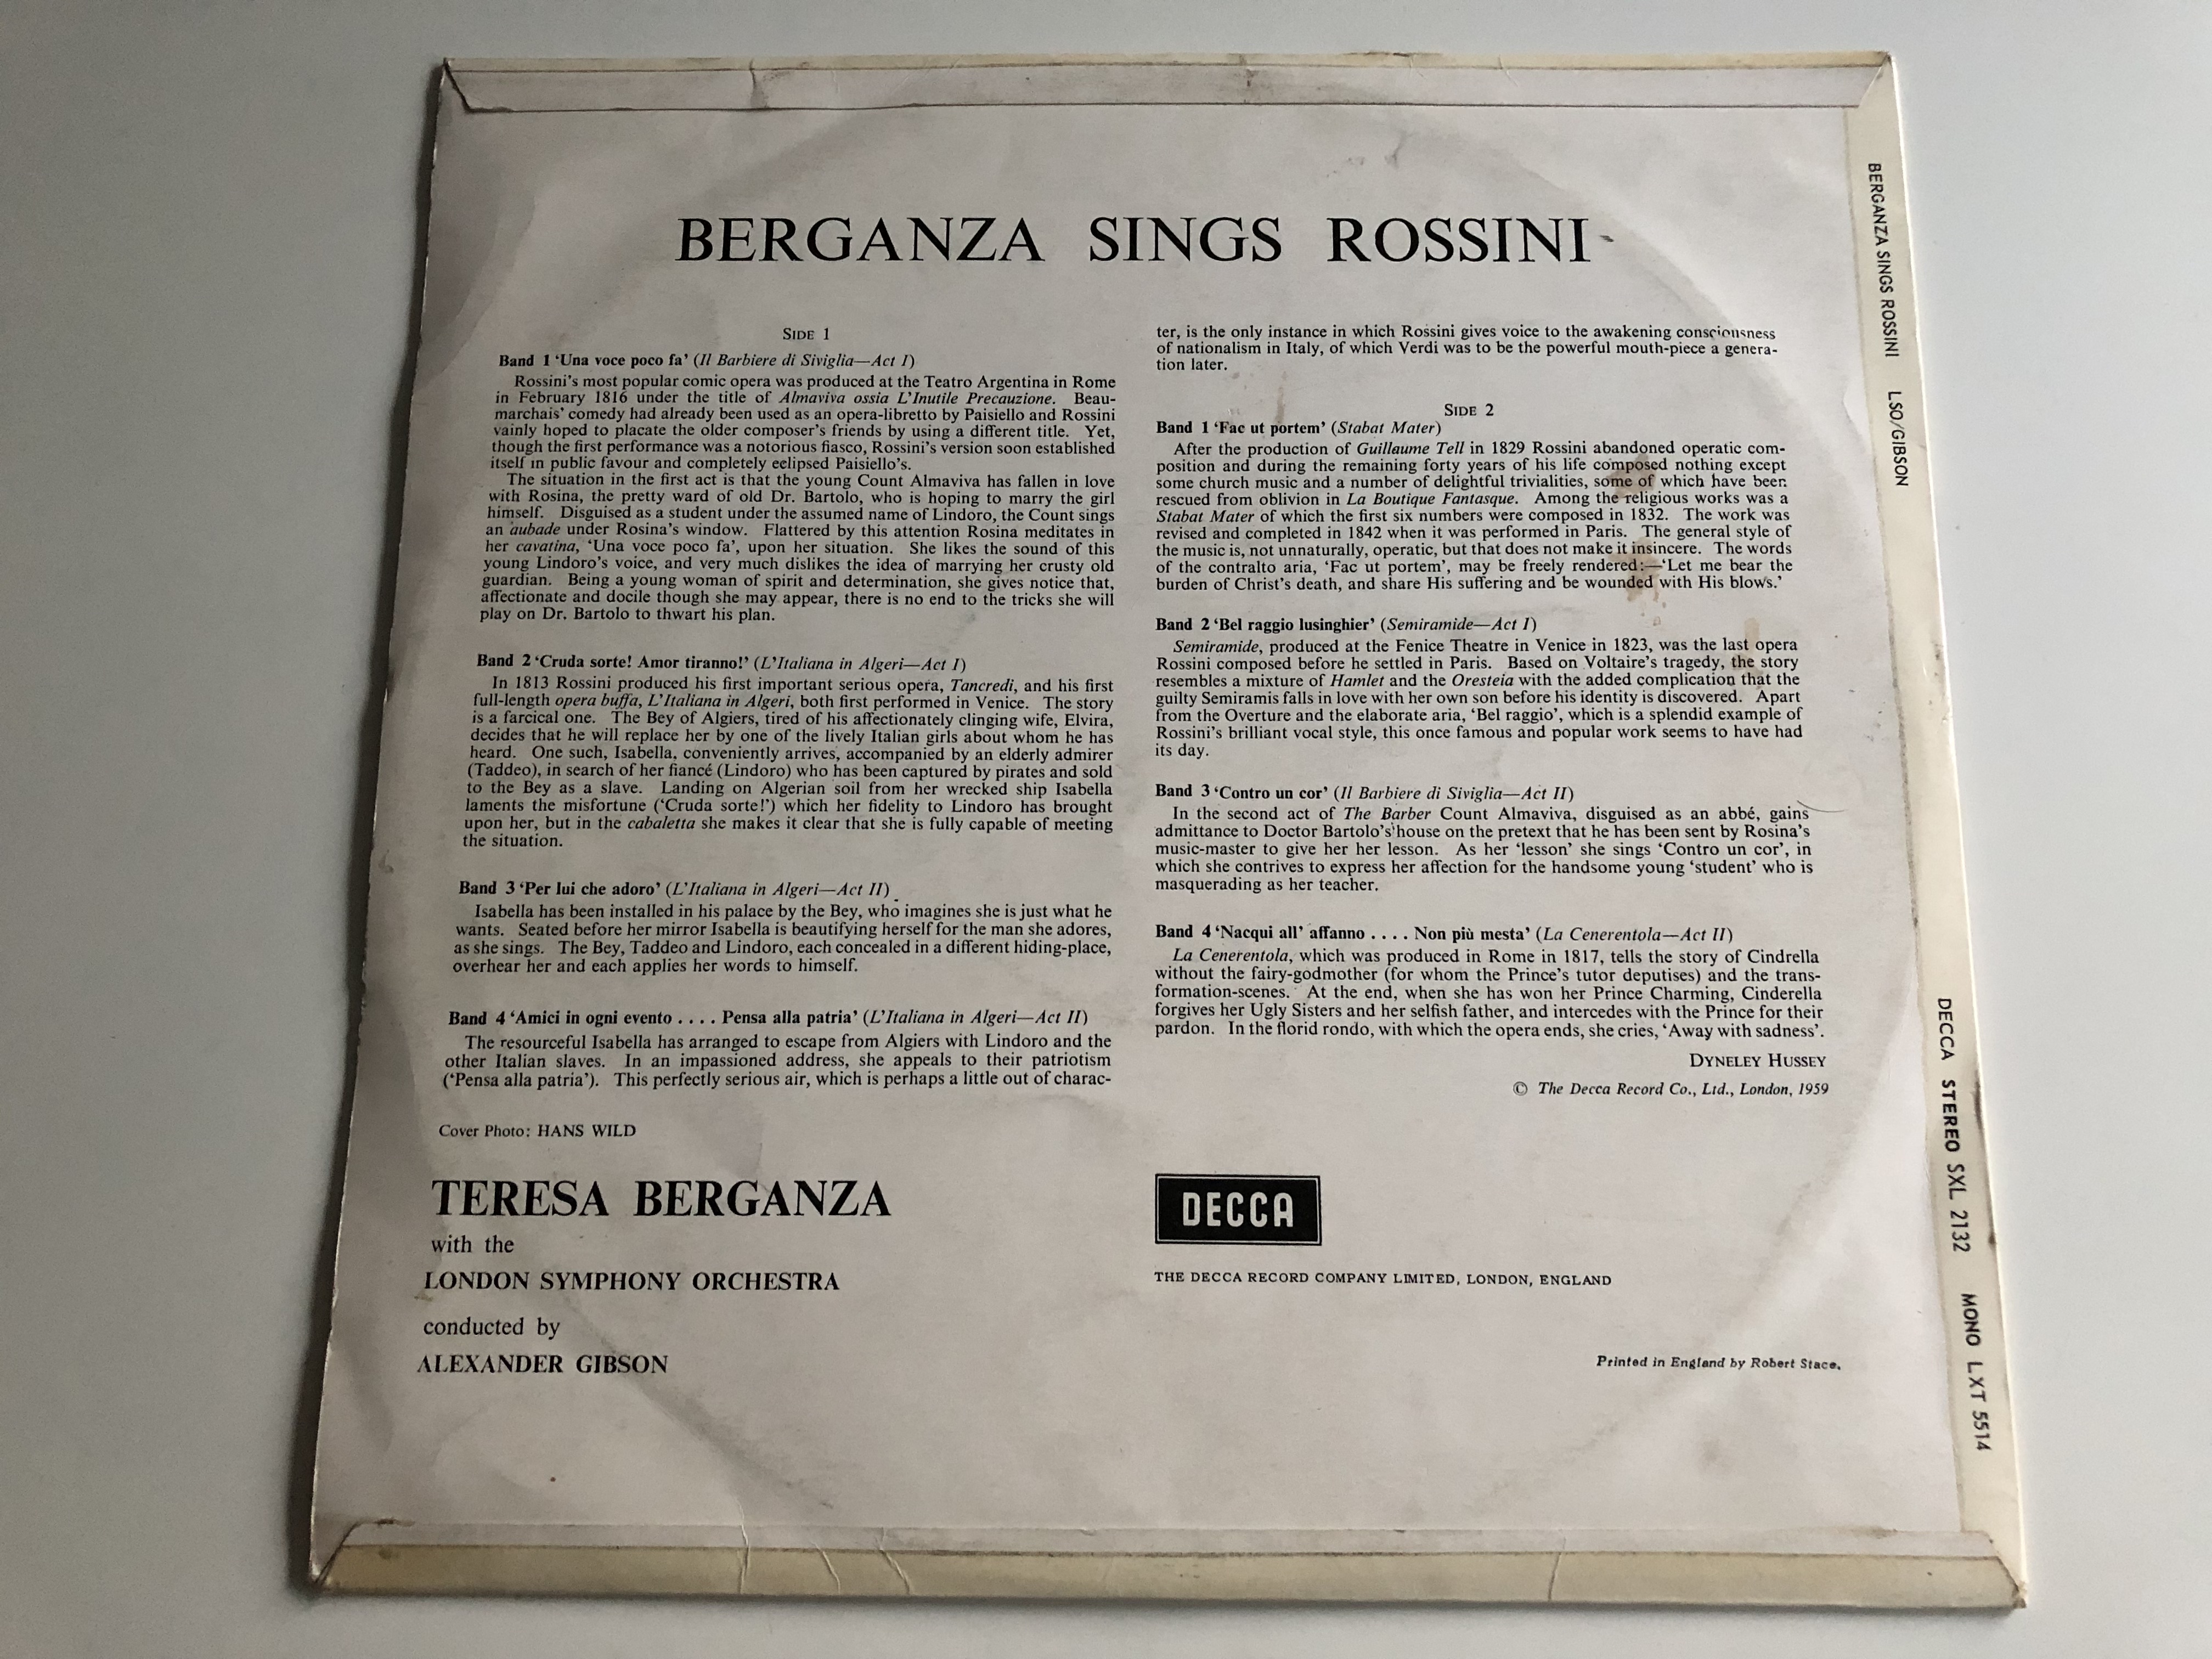 BERGANZA SINGS ROSSINI
SIDE 1
Band 1 ‘Una voce poco fa’ (Il Barbiere di Siviglia—Act I)
Rossini’s most popular comic opera was produced at the Teatro Argentina in Rome
in February 1816 under the title of Almaviva ossia L’Inutile Precauzione. Beau-
marchais’ comedy had already been used as an opera-libretto by Paisiello and Rossini
vainly hoped to placate the older composer’s friends by using a different title. Yet,
though the first performance was a notorious fiasco, Rossini’s version soon established
itself in public favour and completely eelipsed Paisiello’s.
The situation in the first act is that the young Count Almaviva has fallen in love
with Rosina, the pretty ward of old Dr. Bartolo, who is hoping to marry the girl
himself. Disguised as a student under the assumed name of Lindoro, the Count sings
an aubade under Rosina’s window. Flattered by this attention Rosina meditates in
her cavatina, ‘Una voce poco fa’, upon her situation. She likes the sound of this
young Lindoro’s voice, and very much dislikes the idea of marrying her crusty old
guardian. Being a young woman of spirit and determination, she gives notice that,
affectionate and docile though she may appear, there is no end to the tricks she will
play on Dr. Bartolo to thwart his plan.
Band 2 ‘Cruda sorte! Amor tiranno!’ (L’Italiana in Algeri—Act I)
In 1813 Rossini produced his first important serious opera, Tancredi, and his first
full-length opera buffa, L’Italiana in Algeri, both first performed in Venice. The story
is a farcical one. The Bey of Algiers, tired of his affectionately clinging wife, Elvira,
decides that he will replace her by one of the lively Italian girls about whom he has
heard. One such, Isabella, conveniently arrives, accompanied by an elderly admirer
(Taddeo), in search of her fiancé (Lindoro) who has been captured by pirates and sold
to the Bey as a slave. Landing on Algerian soil from her wrecked ship Isabella
laments the misfortune (‘Cruda sorte!’) which her fidelity to Lindoro has brought
upon her, but in the cabaletta she makes it clear that she is fully capable of meeting
the situation.
Band 3 ‘Per lui che adoro’ (L’Italiana in Algeri—Act II)
Isabella has been installed in his palace by the Bey, who imagines she is just what he
wants. Seated before her mirror Isabella is beautifying herself for the man she adores,
as she sings. The Bey, Taddeo and Lindoro, each concealed in a different hiding-place,
overhear her and each applies her words to himself.
Band 4 ‘Amici in ogni evento . . . . Pensa alla patria’ (L’Italiana in Algeri—Act II)
The resourceful Isabella has arranged to escape from Algiers with Lindoro and the
other Italian slaves. In an impassioned address, she appeals to their patriotism
(‘Pensa alla patria’). This perfectly serious air, which is perhaps a little out of charac-
ter, is the only instance in which Rossini gives voice to the awakening consciousness
of nationalism in Italy, of which Verdi was to be the powerful mouth-piece a genera-
tion later.
SIDE 2
Band 1 ‘Fac ut portem’ (Stabat Mater)
After the production of Guillaume Tell in 1829 Rossini abandoned operatic com-
position and during the remaining forty years of his life composed nothing except
some church music and a number of delightful trivialities, some of which have been
rescued from oblivion in La Boutique Fantasque. Among the religious works was a
Stabat Mater of which the first six numbers were composed in 1832. The work was
revised and completed in 1842 when it was performed in Paris. The general style of
the music is, not unnaturally, operatic, but that does not make it insincere. The words
of the contralto aria, ‘Fac ut portem’, may be freely rendered:—‘Let me bear the
burden of Christ’s death, and share His suffering and be wounded with His blows.’
Band 2 ‘Bel raggio lusinghier’ (Semiramide—Act I)
Semiramide, produced at the Fenice Theatre in Venice in 1823, was the last opera
Rossini composed before he settled in Paris. Based on Voltaire’s tragedy, the story
resembles a mixture of Hamlet and the Oresteia with the added complication that the
guilty Semiramis falls in love with her own son before his identity is discovered. Apart
from the Overture and the elaborate aria, ‘Bel raggio’, which is a splendid example of
Rossini’s brilliant vocal style, this once famous and popular work seems to have had
its day.
Band 3 ‘Contro un cor’ (Il Barbiere di Siviglia—Act II)
In the second act of The Barber Count Almaviva, disguised as an abbé, gains
admittance to Doctor Bartolo’s house on the pretext that he has been sent by Rosina’s
music-master to give her her lesson. As her ‘lesson’ she sings ‘Contro un cor’, in
which she contrives to express her affection for the handsome young ‘student’ who is
masquerading as her teacher.
Band 4 ‘Nacqui all’ affanno . . . . Non più mesta’ (La Cenerentola—Act II)
La Cenerentola, which was produced in Rome in 1817, tells the story of Cindrella
without the fairy-godmother (for whom the Prince’s tutor deputises) and the trans-
formation-scenes. At the end, when she has won her Prince Charming, Cinderella
forgives her Ugly Sisters and her selfish father, and intercedes with the Prince for their
pardon. In the florid rondo, with which the opera ends, she cries, ‘Away with sadness’.
DYNELEY HUSSEY
© The Decca Record Co., Ltd., London, 1959
Cover Photo: HANS WILD
TERESA BERGANZA
with the
LONDON SYMPHONY ORCHESTRA
conducted by
ALEXANDER GIBSON
DECCA
THE DECCA RECORD COMPANY LIMITED, LONDON, ENGLAND
Printed in England by Robert Stace.
BERGANZA SINGS ROSSINI LSO/GIBSON DECCA STEREO SXL 2132 MONO LXT 5514